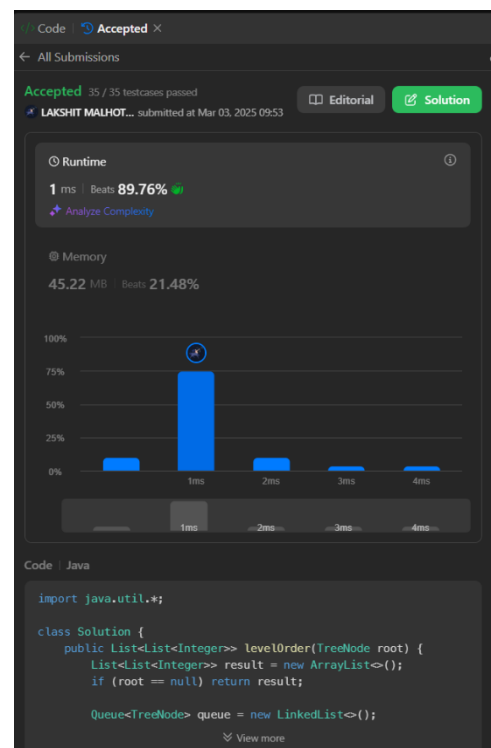 </> Code | Accepted ×
← All Submissions
Accepted 35 / 35 testcases passed
LAKSHIT MALHOT... submitted at Mar 03, 2025 09:53
Editorial
Solution
Runtime
1 ms | Beats 89.76%
Analyze Complexity
Memory
45.22 MB | Beats 21.48%
100%
75%
50%
25%
0%
1ms 2ms 3ms 4ms
1ms 2ms 3ms 4ms
Code | Java
import java.util.*;
class Solution {
public List<List<Integer>> levelOrder(TreeNode root) {
List<List<Integer>> result = new ArrayList<>();
if (root == null) return result;
Queue<TreeNode> queue = new LinkedList<>();
View more